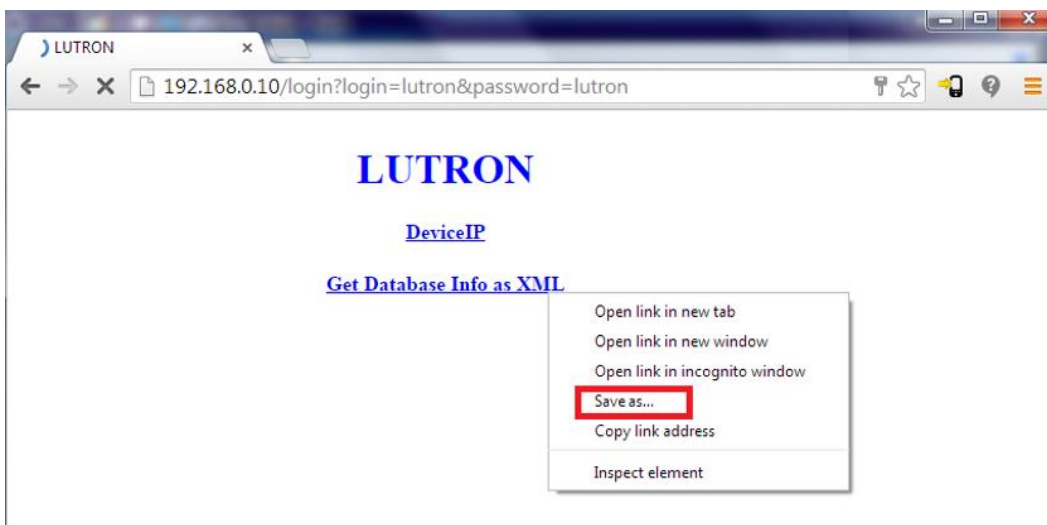 LUTRON
192.168.0.10/login?login=lutron&password=lutron
LUTRON
DeviceIP
Get Database Info as XML
Open link in new tab
Open link in new window
Open link in incognito window
Save as...
Copy link address
Inspect element